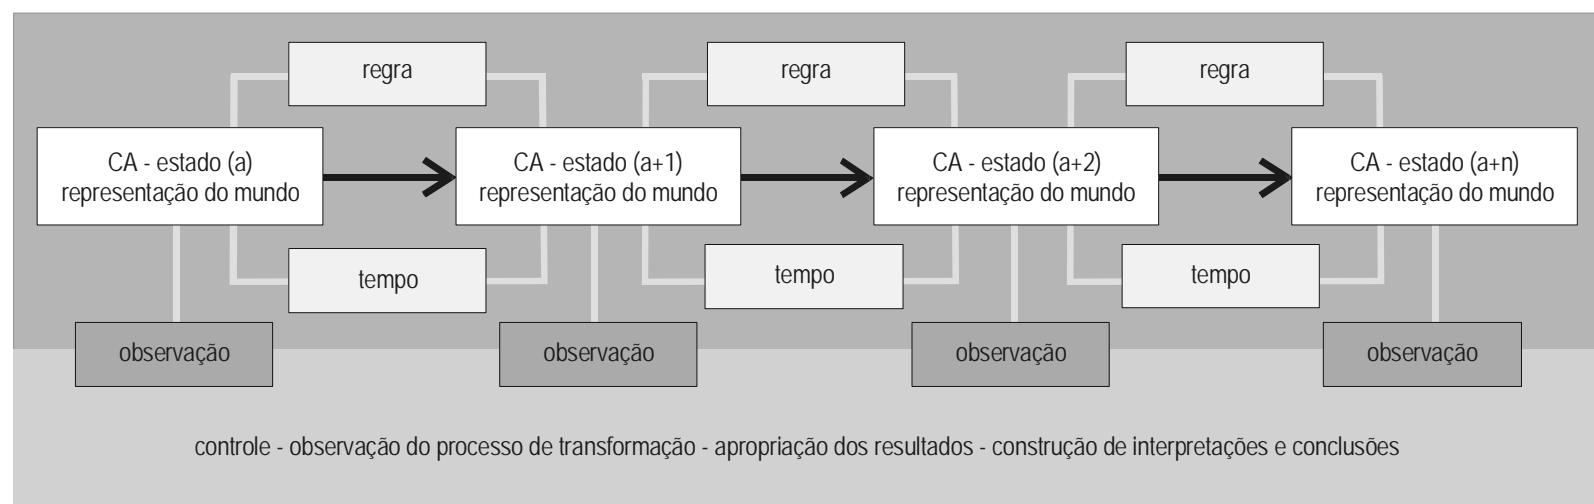 regra
regra
regra
CA - estado (a)
representação do mundo
CA - estado (a+1)
representação do mundo
CA - estado (a+2)
representação do mundo
CA - estado (a+n)
representação do mundo
tempo
tempo
tempo
observação
observação
observação
observação
controle - observação do processo de transformação - apropriação dos resultados - construção de interpretações e conclusões